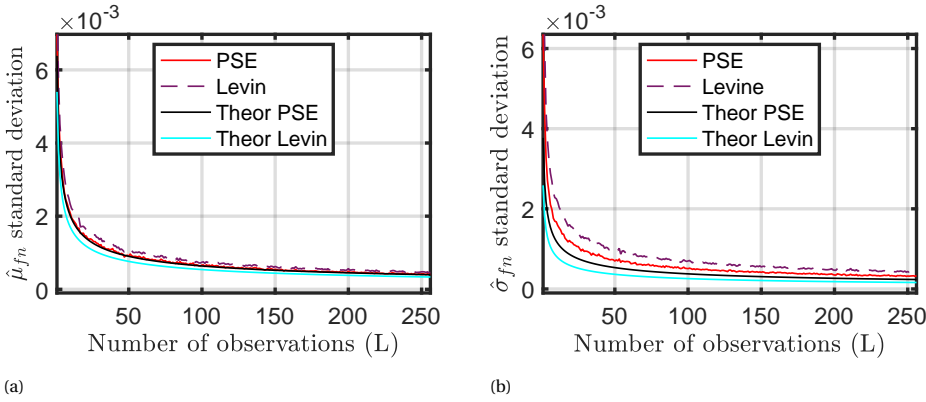 ×10⁻³
6
4
2
0
50
100
150
200
250
PSE
Levin
Theor PSE
Theor Levin
μ̂_fn standard deviation
Number of observations (L)
(a)
×10⁻³
6
4
2
0
50
100
150
200
250
PSE
Levine
Theor PSE
Theor Levin
σ̂_fn standard deviation
Number of observations (L)
(b)